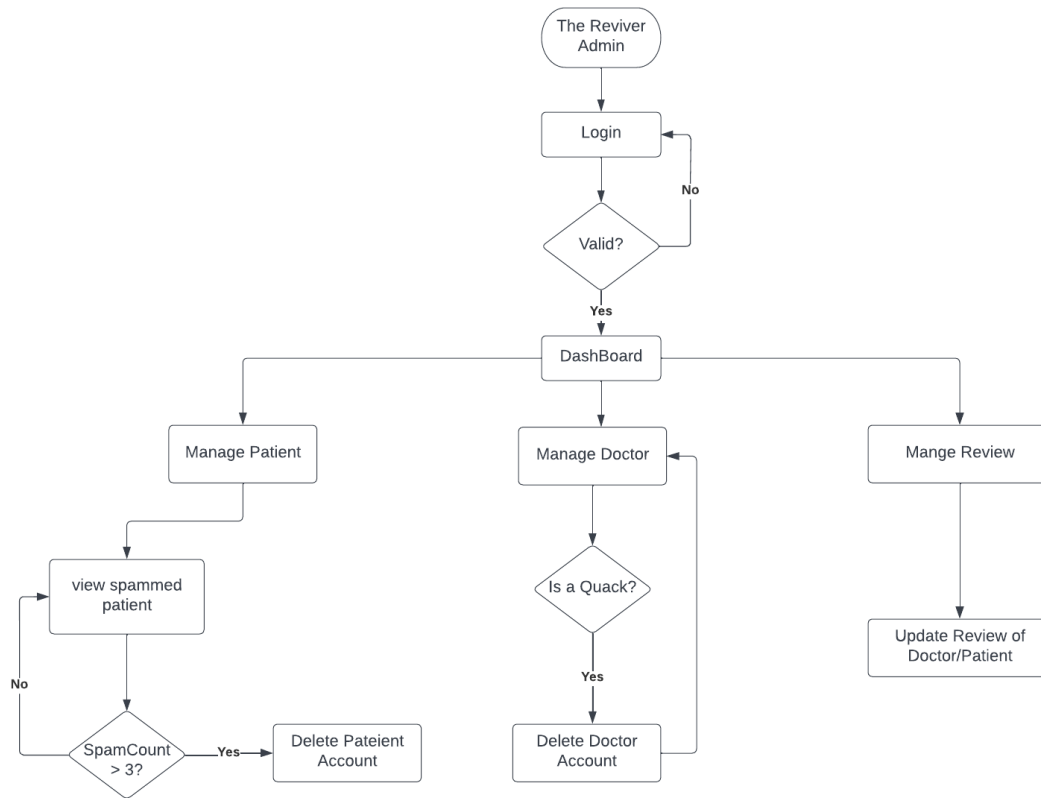 The Reviver
Admin
Login
No
Valid?
Yes
DashBoard
Manage Patient
Manage Doctor
Mange Review
view spammed
patient
Is a Quack?
Update Review of
Doctor/Patient
No
Yes
SpamCount
> 3?
Yes
Delete Pateient
Account
Delete Doctor
Account